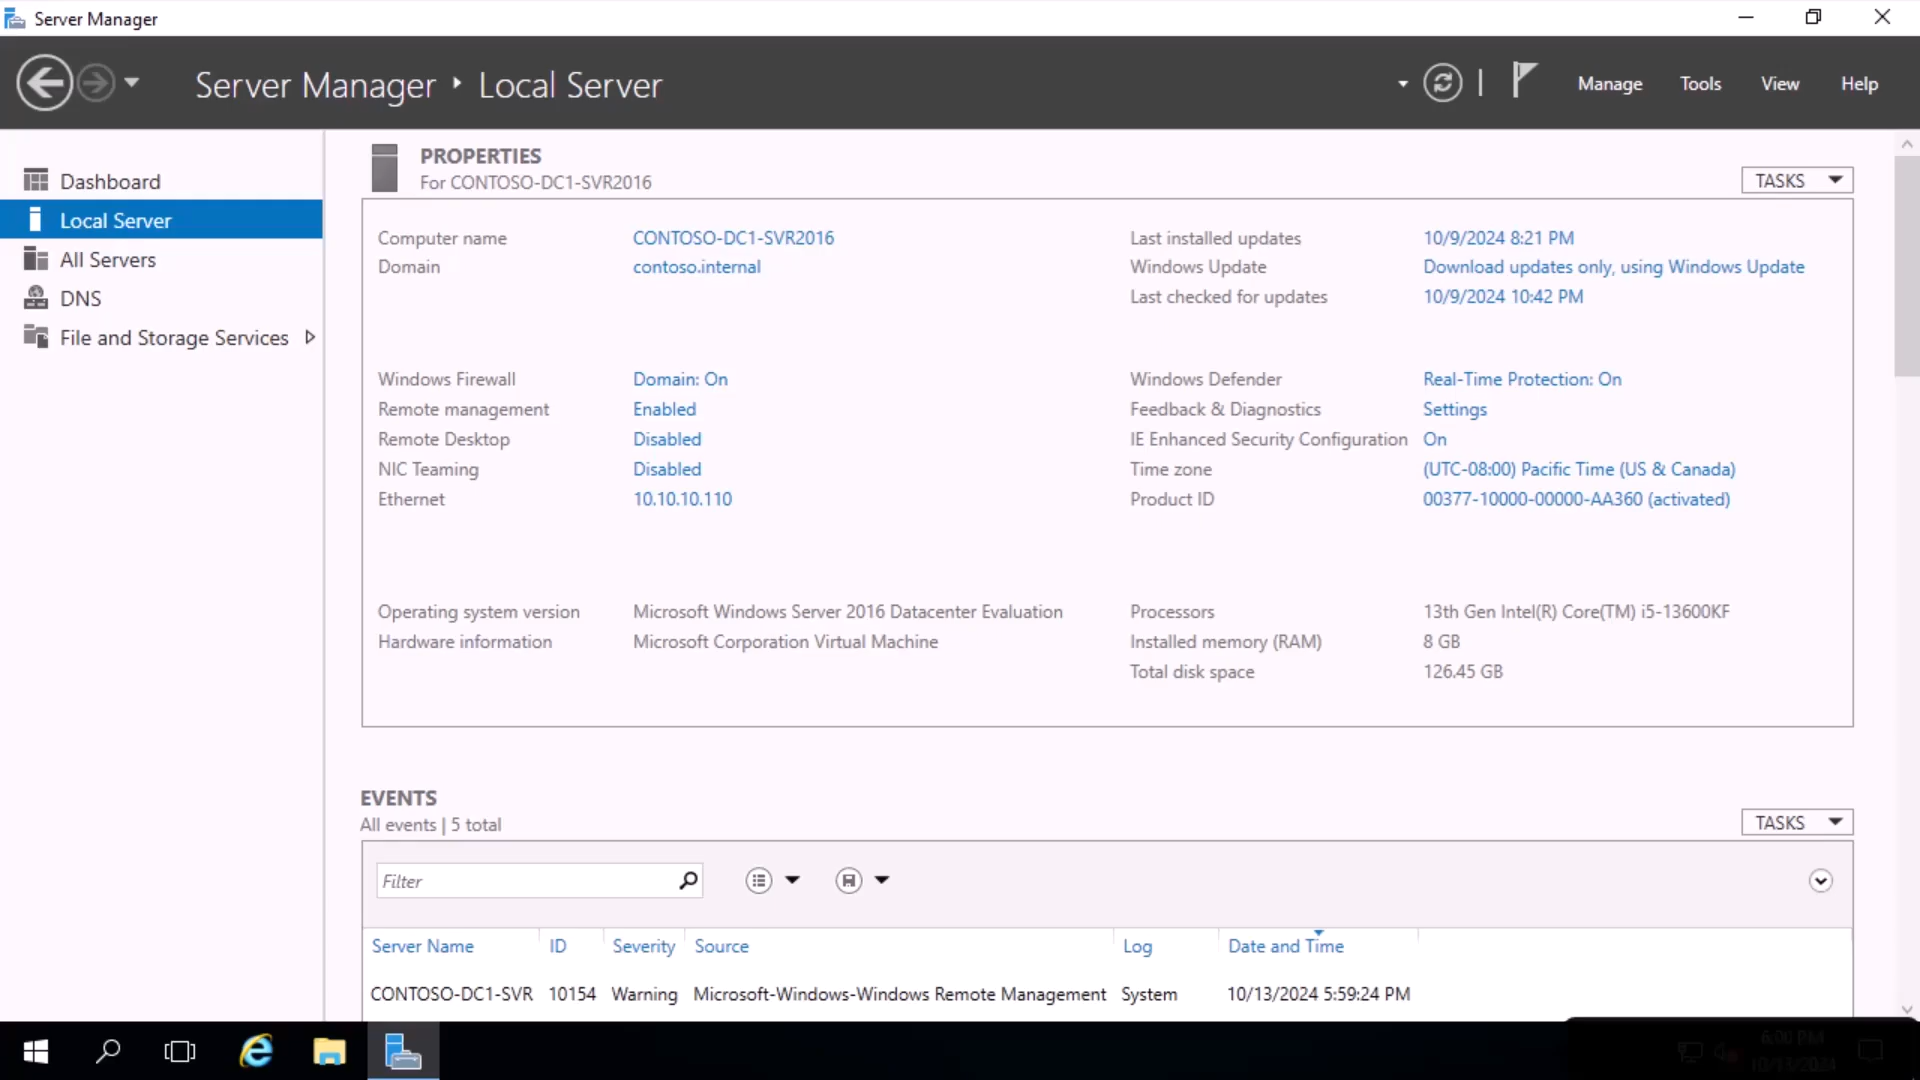 Server Manager
Server Manager ‣ Local Server
Manage
Tools
View
Help
Dashboard
Local Server
All Servers
DNS
File and Storage Services
PROPERTIES
For CONTOSO-DC1-SVR2016
TASKS
Computer name CONTOSO-DC1-SVR2016
Domain contoso.internal
Last installed updates 10/9/2024 8:21 PM
Windows Update Download updates only, using Windows Update
Last checked for updates 10/9/2024 10:42 PM
Windows Firewall Domain: On
Remote management Enabled
Remote Desktop Disabled
NIC Teaming Disabled
Ethernet 10.10.10.110
Windows Defender Real-Time Protection: On
Feedback & Diagnostics Settings
IE Enhanced Security Configuration On
Time zone (UTC-08:00) Pacific Time (US & Canada)
Product ID 00377-10000-00000-AA360 (activated)
Operating system version Microsoft Windows Server 2016 Datacenter Evaluation
Hardware information Microsoft Corporation Virtual Machine
Processors 13th Gen Intel(R) Core(TM) i5-13600KF
Installed memory (RAM) 8 GB
Total disk space 126.45 GB
EVENTS
All events | 5 total
TASKS
Filter
Server Name ID Severity Source Log Date and Time
CONTOSO-DC1-SVR 10154 Warning Microsoft-Windows-Windows Remote Management System 10/13/2024 5:59:24 PM
6:00 PM
10/13/2024